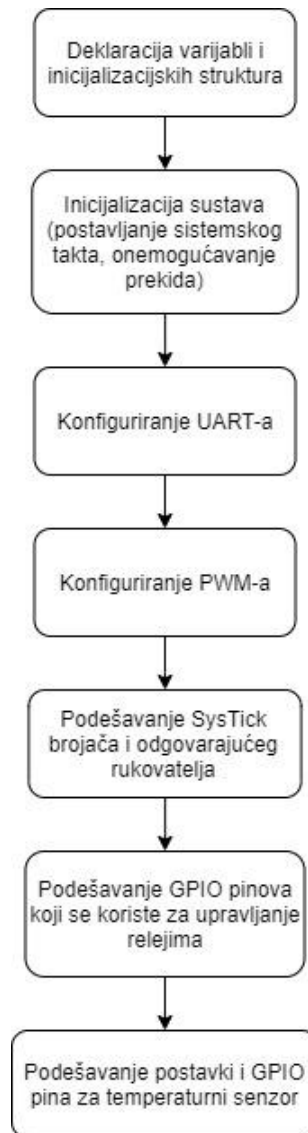 Deklaracija varijabli i
inicijalizacijskih struktura
Inicijalizacija sustava
(postavljanje sistemskog
takta, onemogućavanje
prekida)
Konfiguriranje UART-a
Konfiguriranje PWM-a
Podešavanje SysTick
brojača i odgovarajućeg
rukovatelja
Podešavanje GPIO pinova
koji se koriste za upravljanje
relejima
Podešavanje postavki i GPIO
pina za temperaturni senzor